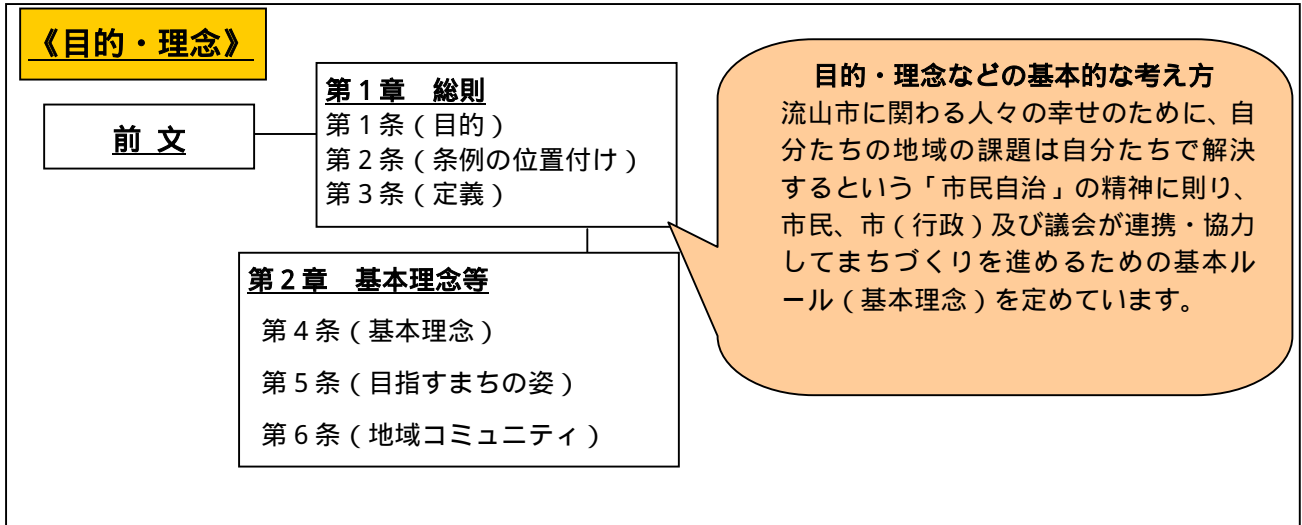 《目的・理念》
前 文
第1章 総則
第1条(目的)
第2条(条例の位置付け)
第3条(定義)
第2章 基本理念等
第4条(基本理念)
第5条(目指すまちの姿)
第6条(地域コミュニティ)
目的・理念などの基本的な考え方
流山市に関わる人々の幸せのために、自
分たちの地域の課題は自分たちで解決
するという「市民自治」の精神に則り、
市民、市(行政)及び議会が連携・協力
してまちづくりを進めるための基本ル
ール(基本理念)を定めています。